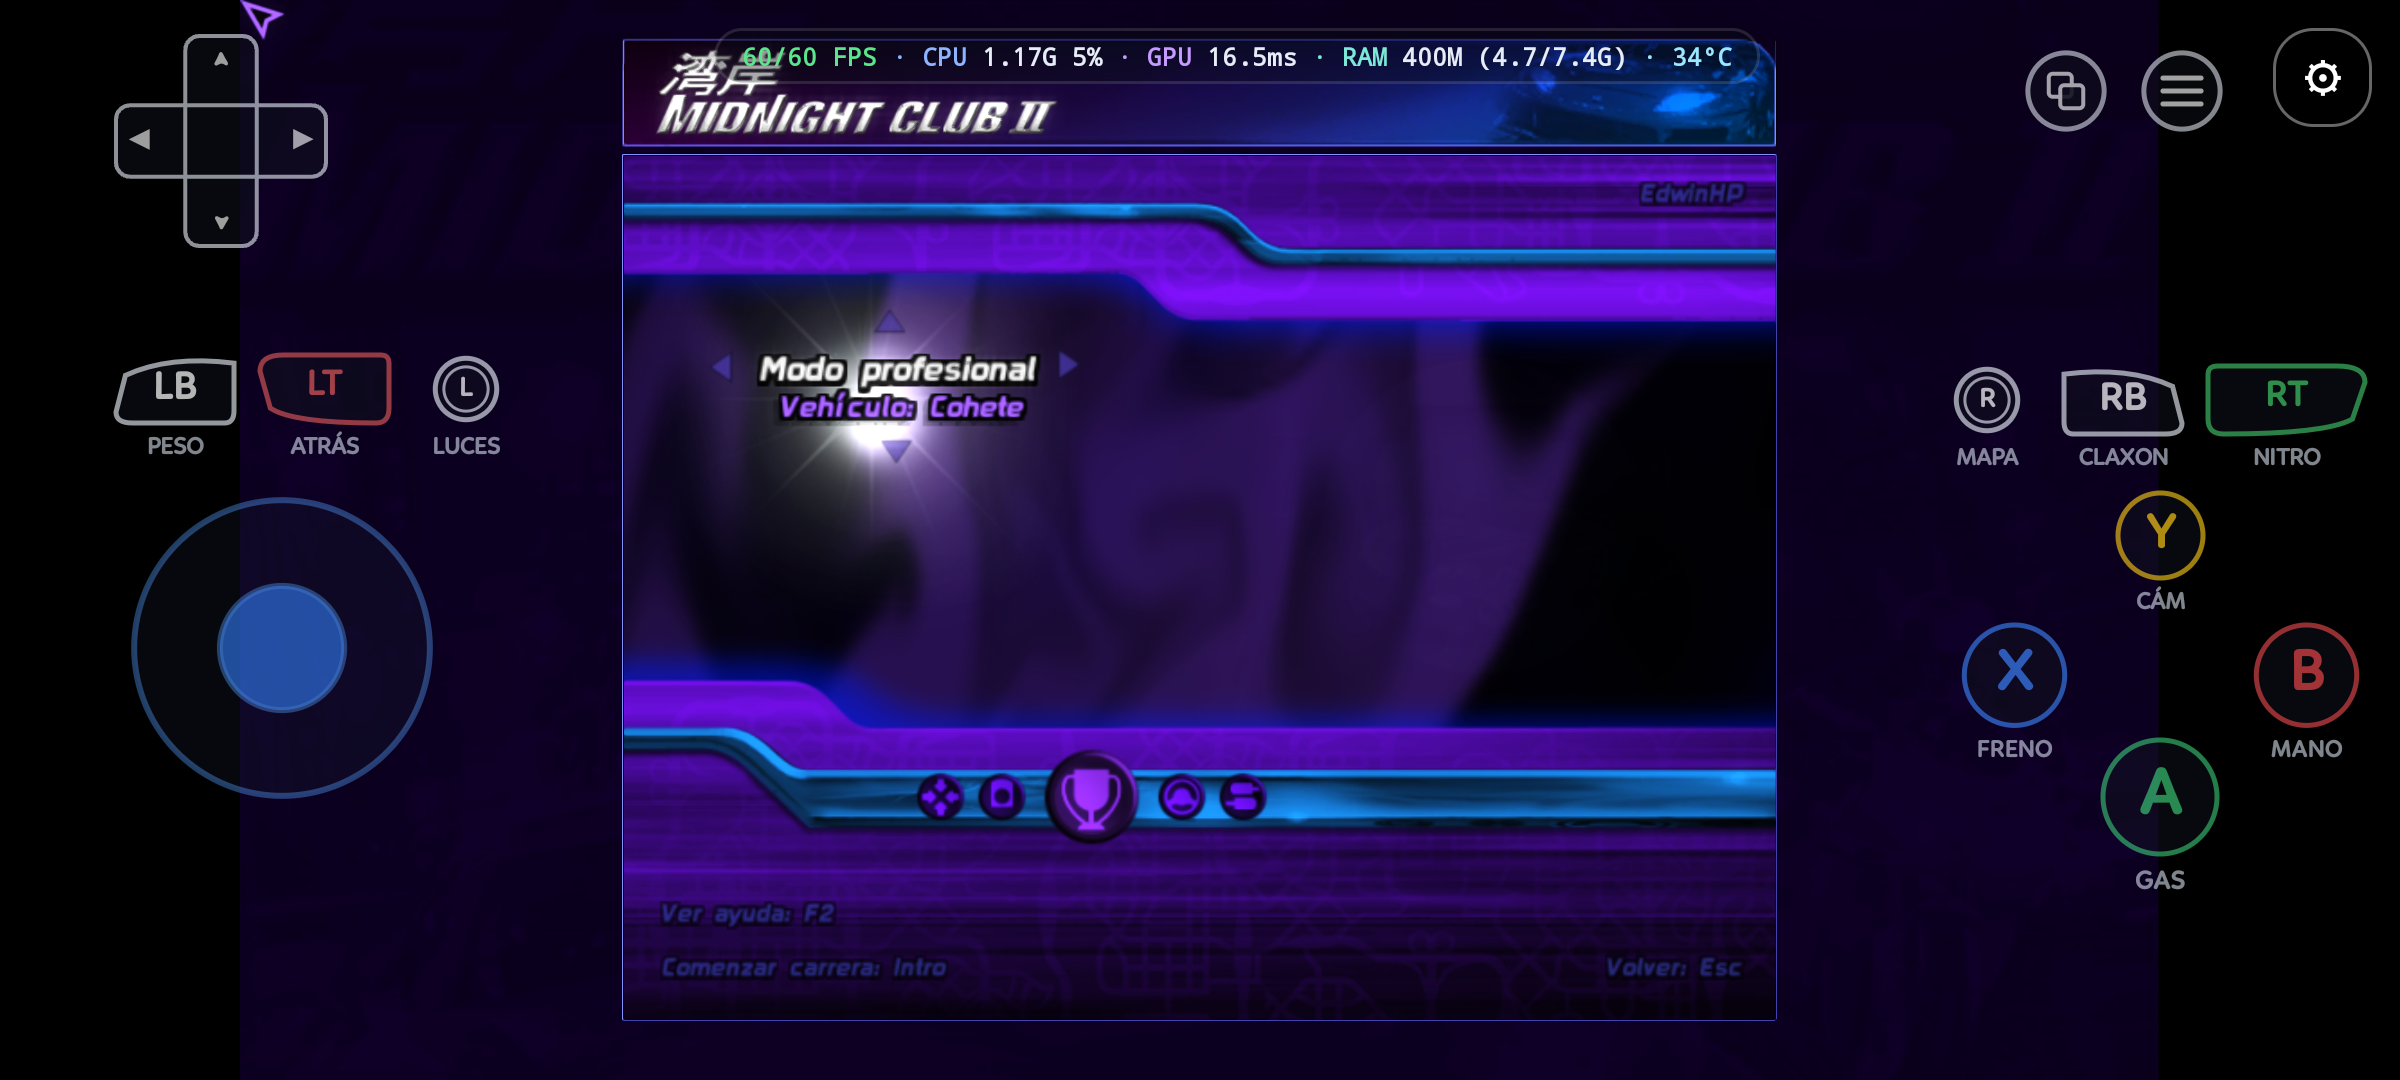 60/60 FPS · CPU 1.17G 5% · GPU 16.5ms · RAM 400M (4.7/7.4G) · 34°C
湾岸
MIDNIGHT CLUB II
EdwinHP
Modo profesional
Vehículo: Cohete
LB
LT
L
PESO
ATRÁS
LUCES
R
RB
RT
MAPA
CLAXON
NITRO
Y
CÁM
X
B
FRENO
MANO
A
GAS
Ver ayuda: F2
Comenzar carrera: Intro
Volver: Esc